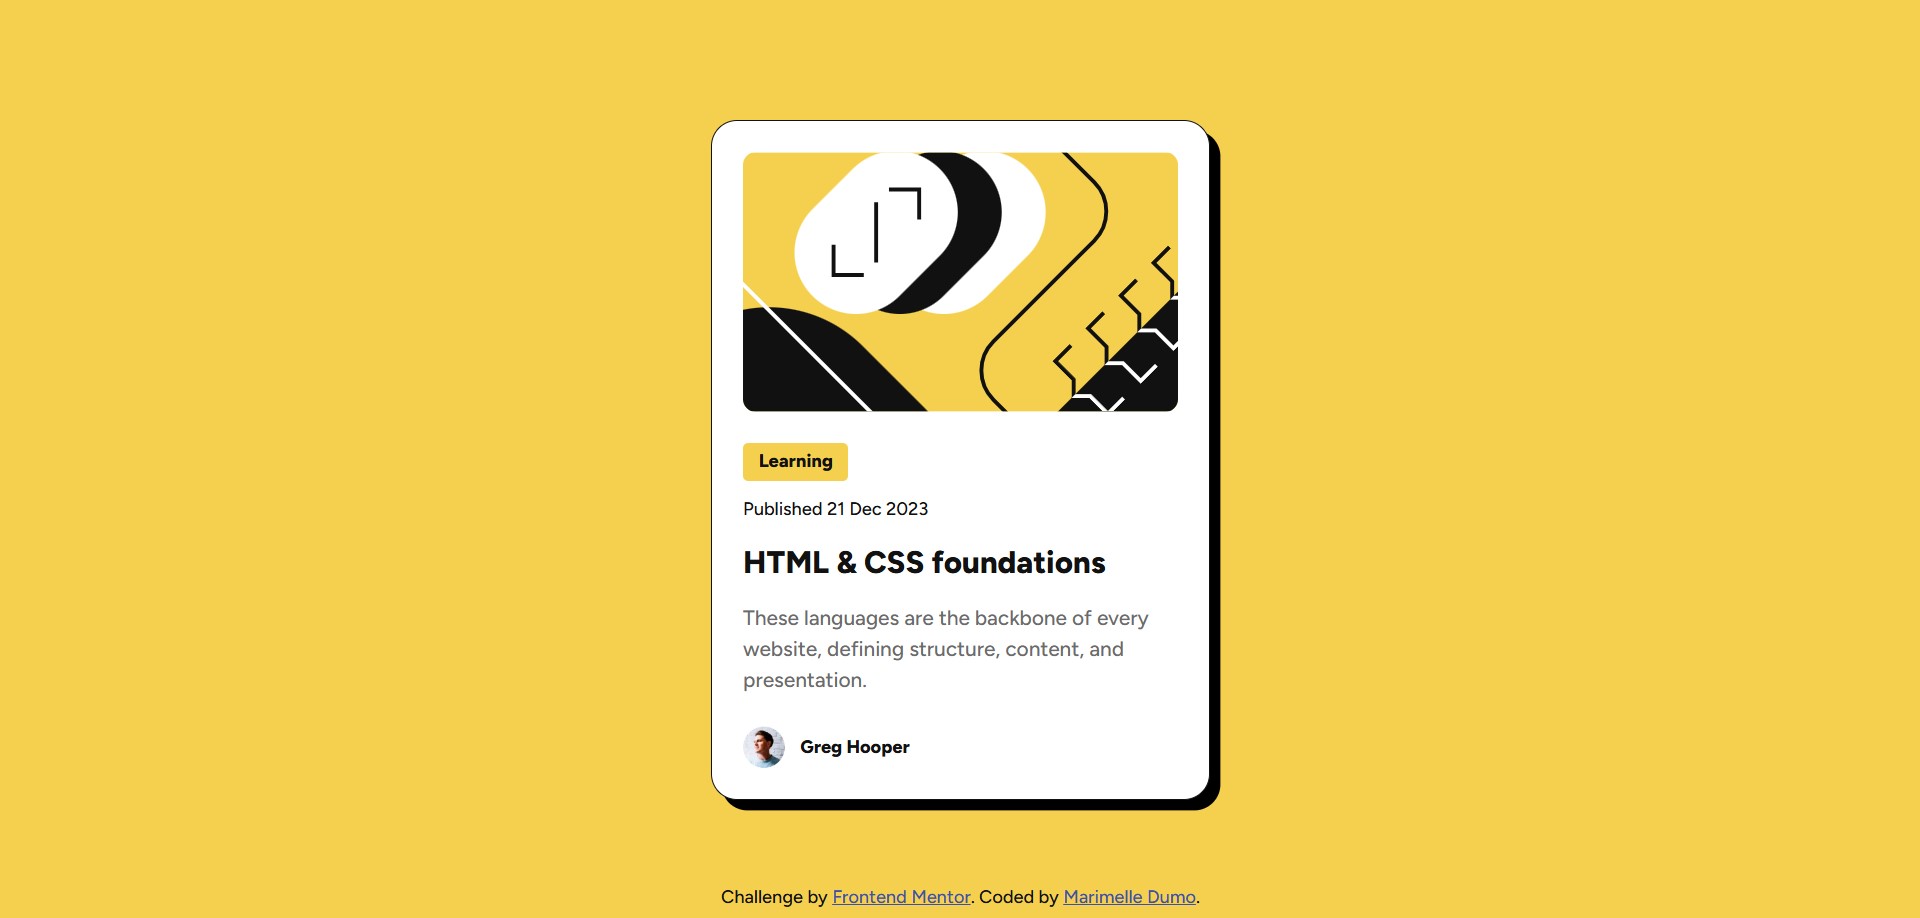 Learning
Published 21 Dec 2023
HTML & CSS foundations
These languages are the backbone of every
website, defining structure, content, and
presentation.
Greg Hooper
Challenge by Frontend Mentor. Coded by Marimelle Dumo.